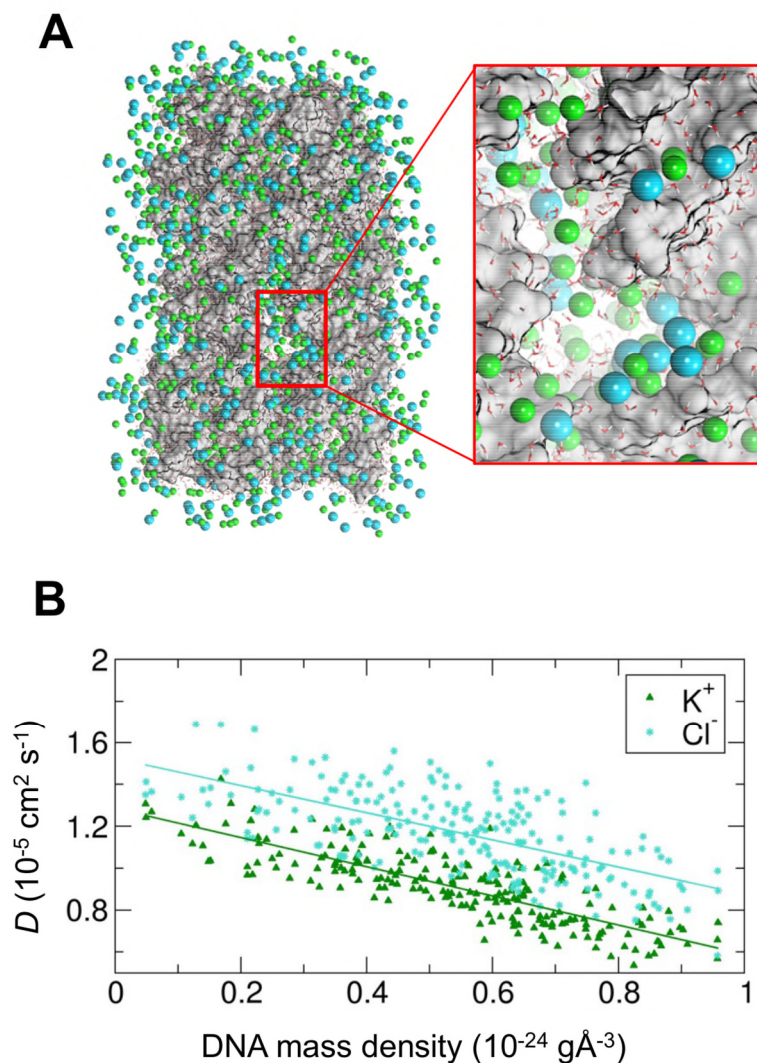 A
B
2
1.6
1.2
0.8
D (10⁻⁵ cm² s⁻¹)
K⁺
Cl⁻
0 0.2 0.4 0.6 0.8 1
DNA mass density (10⁻²⁴ gÅ⁻³)